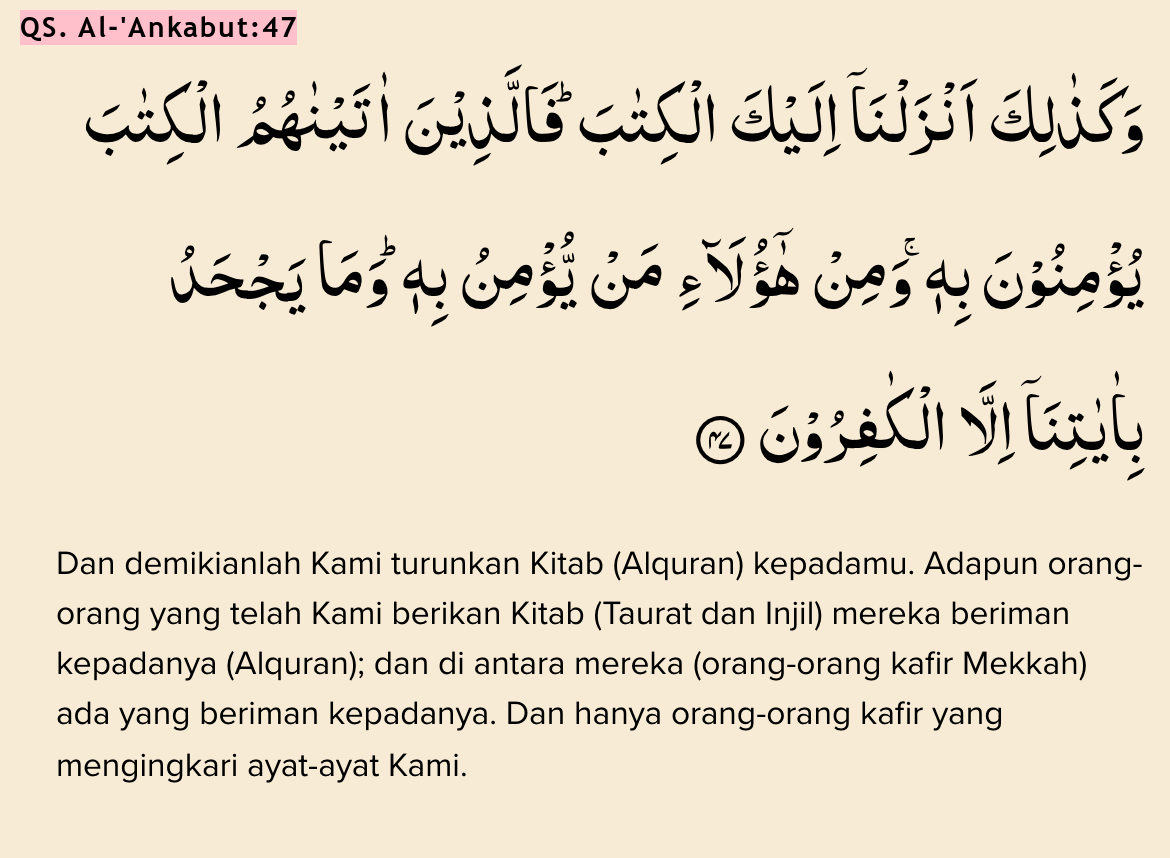 QS. Al-'Ankabut:47
وَكَذٰلِكَ اَنْزَلْنَآ اِلَيْكَ الْكِتٰبَۗ فَالَّذِيْنَ اٰتَيْنٰهُمُ الْكِتٰبَ
يُؤْمِنُوْنَ بِهٖۚ وَمِنْ هٰٓؤُلَاۤءِ مَنْ يُّؤْمِنُ بِهٖۗ وَمَا يَجْحَدُ
بِاٰيٰتِنَآ اِلَّا الْكٰفِرُوْنَ ٤٧
Dan demikianlah Kami turunkan Kitab (Alquran) kepadamu. Adapun orang-
orang yang telah Kami berikan Kitab (Taurat dan Injil) mereka beriman
kepadanya (Alquran); dan di antara mereka (orang-orang kafir Mekkah)
ada yang beriman kepadanya. Dan hanya orang-orang kafir yang
mengingkari ayat-ayat Kami.